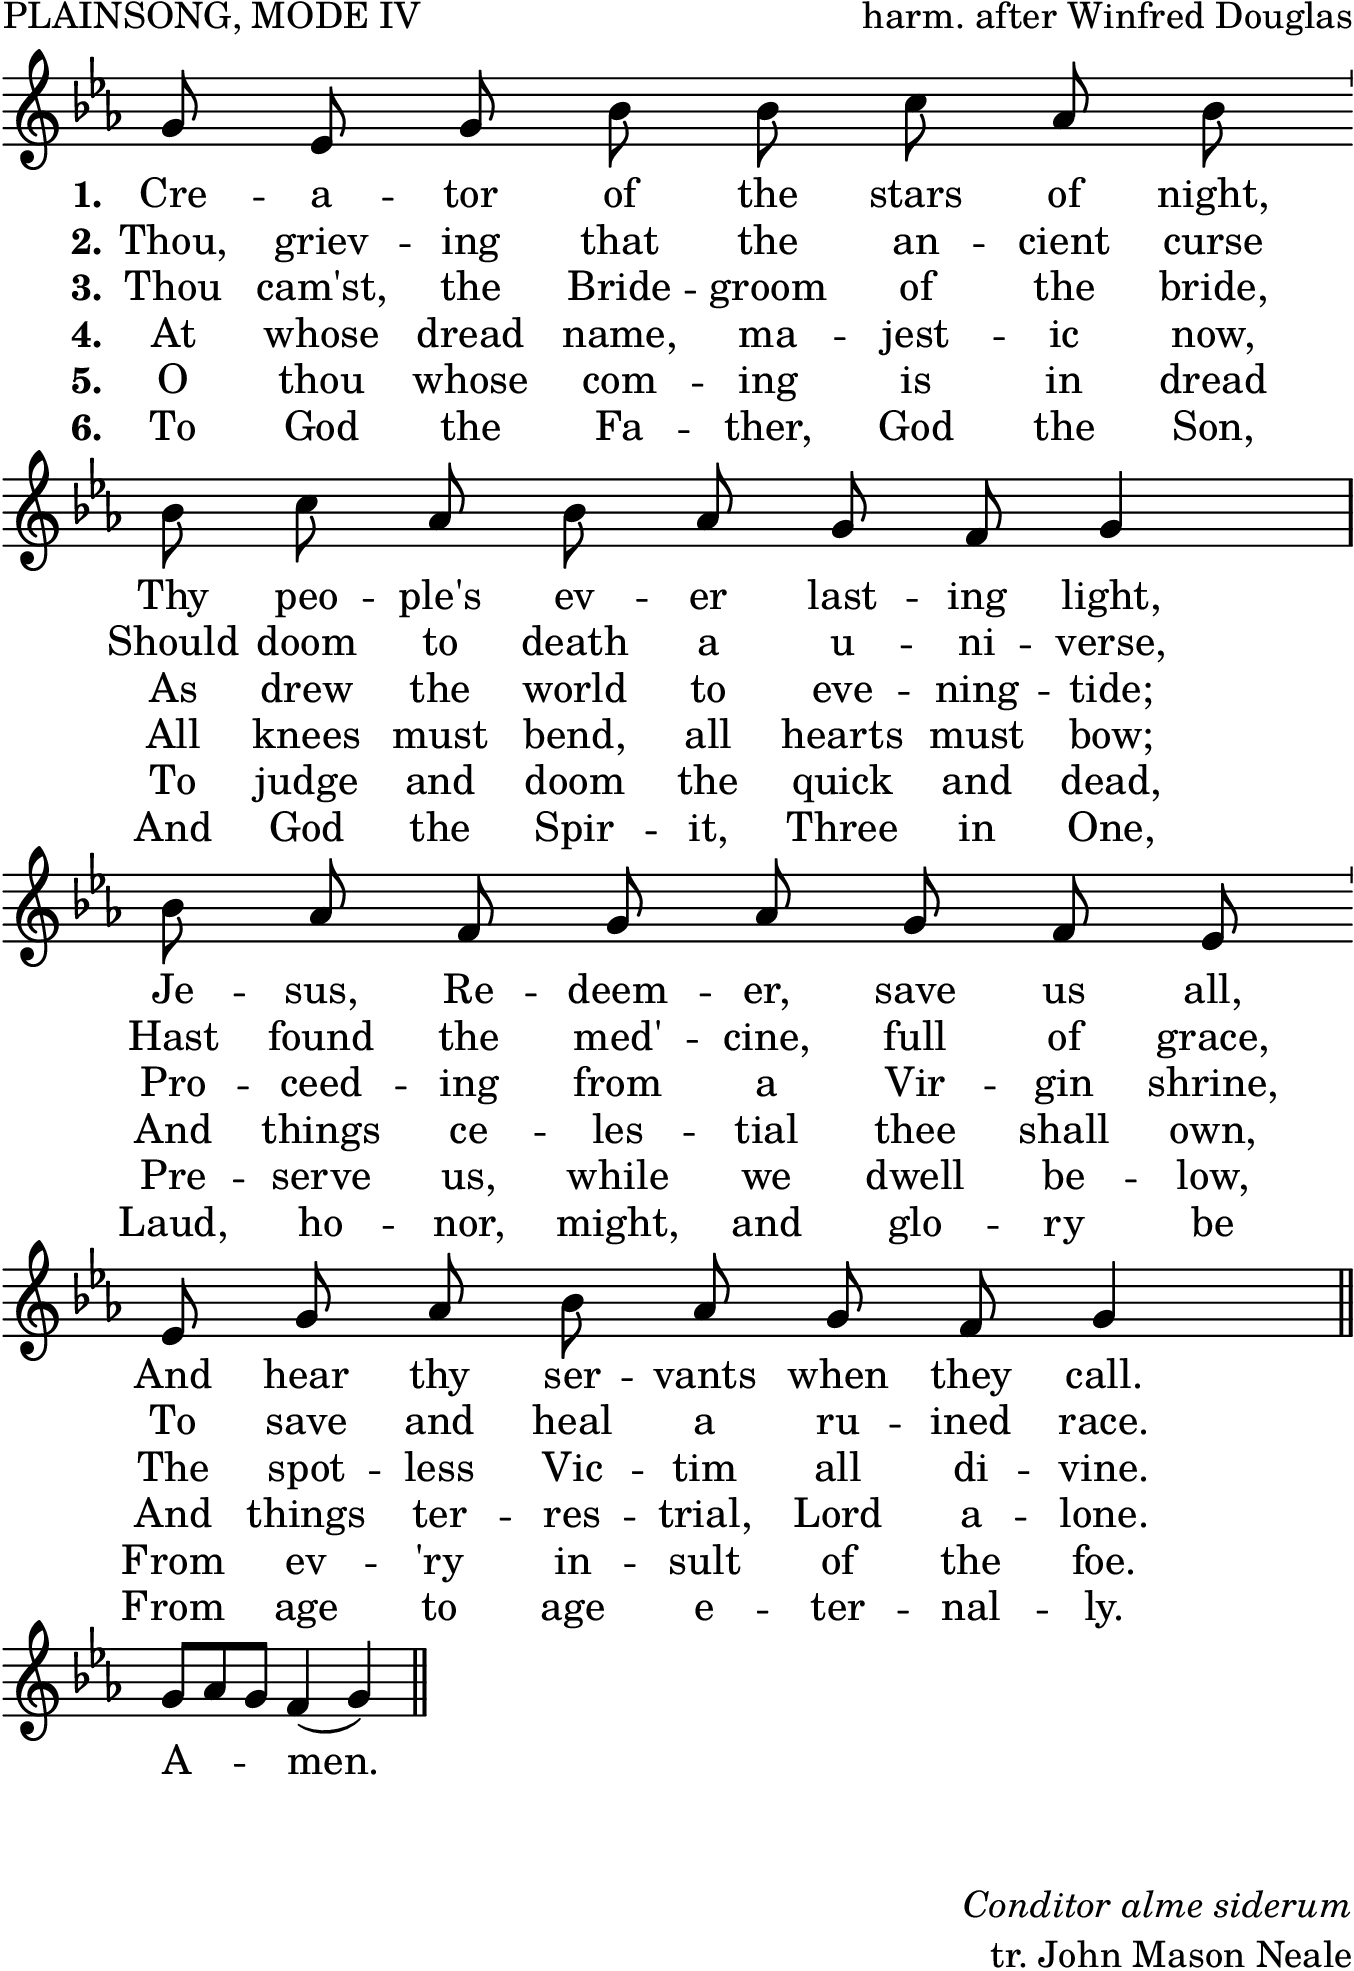 PLAINSONG, MODE IV harm. after Winfred Douglas
1. Cre -- a -- tor of the stars of night,
2. Thou, griev -- ing that the an -- cient curse
3. Thou cam'st, the Bride -- groom of the bride,
4. At whose dread name, ma -- jest -- ic now,
5. O thou whose com -- ing is in dread
6. To God the Fa -- ther, God the Son,
Thy peo -- ple's ev -- er last -- ing light,
Should doom to death a u -- ni -- verse,
As drew the world to eve -- ning -- tide;
All knees must bend, all hearts must bow;
To judge and doom the quick and dead,
And God the Spir -- it, Three in One,
Je -- sus, Re -- deem -- er, save us all,
Hast found the med' -- cine, full of grace,
Pro -- ceed -- ing from a Vir -- gin shrine,
And things ce -- les -- tial thee shall own,
Pre -- serve us, while we dwell be -- low,
Laud, ho -- nor, might, and glo -- ry be
And hear thy ser -- vants when they call.
To save and heal a ru -- ined race.
The spot -- less Vic -- tim all di -- vine.
And things ter -- res -- trial, Lord a -- lone.
From ev -- 'ry in -- sult of the foe.
From age to age e -- ter -- nal -- ly.
A -- men.
Conditor alme siderum
tr. John Mason Neale